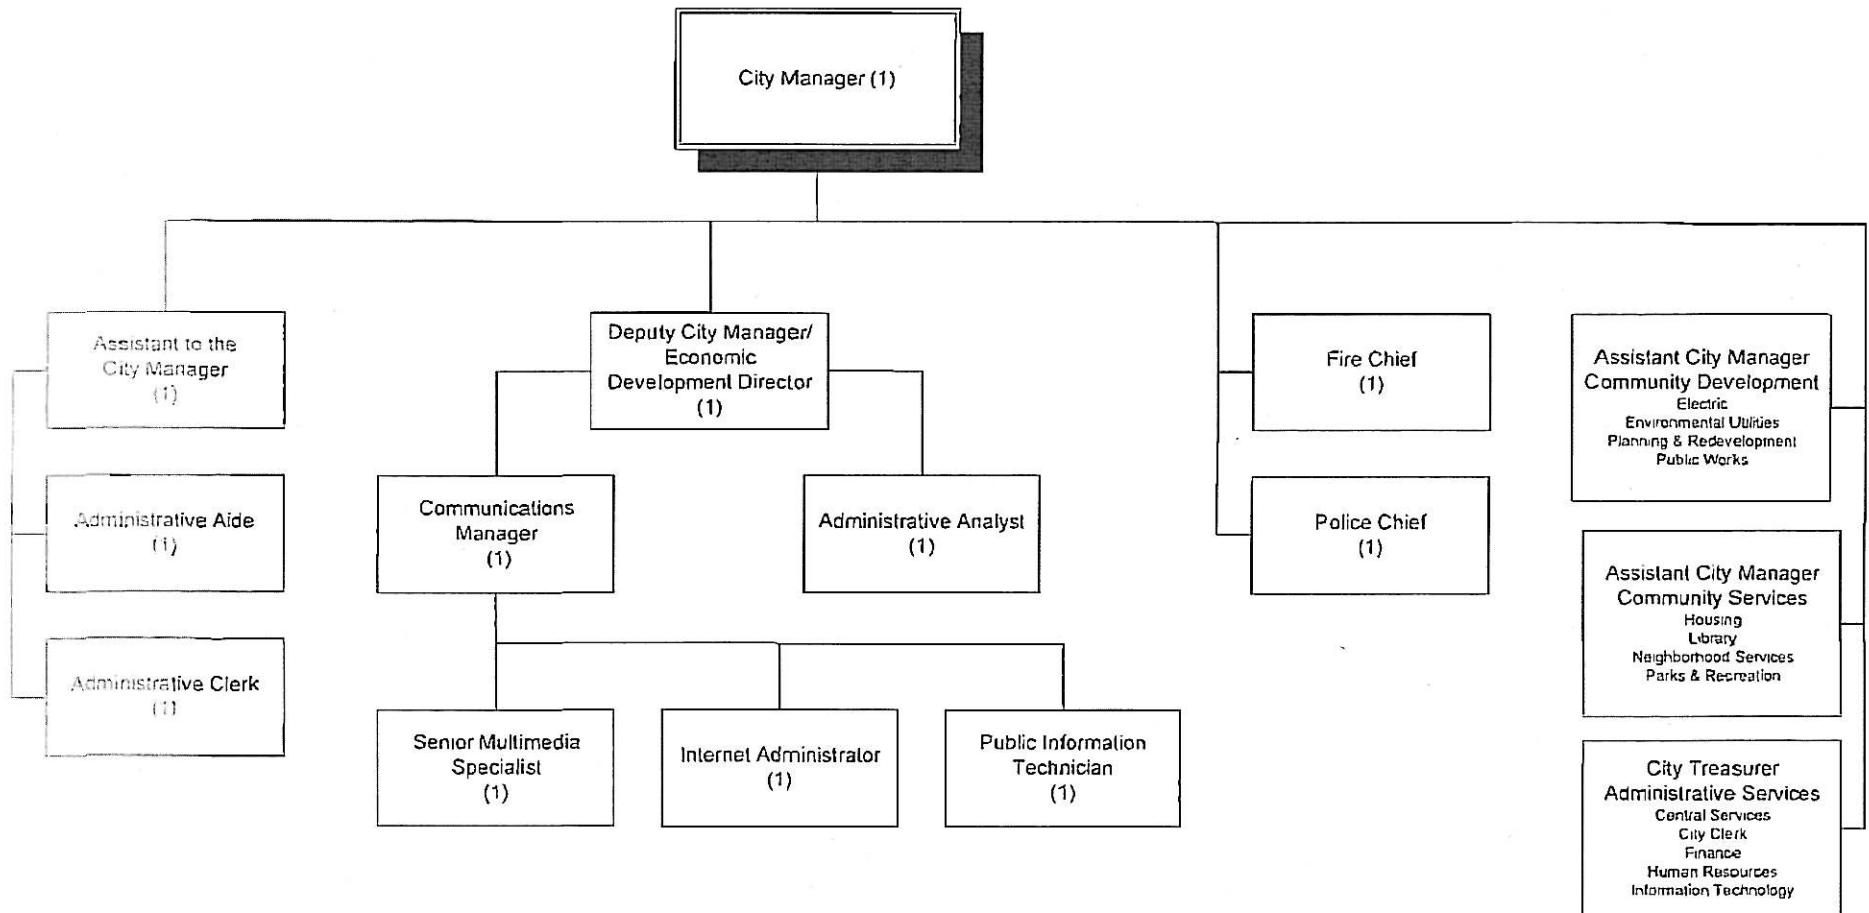 City Manager (1)
Assistant to the
City Manager
(1)
Administrative Aide
(1)
Administrative Clerk
(1)
Deputy City Manager/
Economic
Development Director
(1)
Communications
Manager
(1)
Administrative Analyst
(1)
Senior Multimedia
Specialist
(1)
Internet Administrator
(1)
Public Information
Technician
(1)
Fire Chief
(1)
Police Chief
(1)
Assistant City Manager
Community Development
Electric
Environmental Utilities
Planning & Redevelopment
Public Works
Assistant City Manager
Community Services
Housing
Library
Neighborhood Services
Parks & Recreation
City Treasurer
Administrative Services
Central Services
City Clerk
Finance
Human Resources
Information Technology